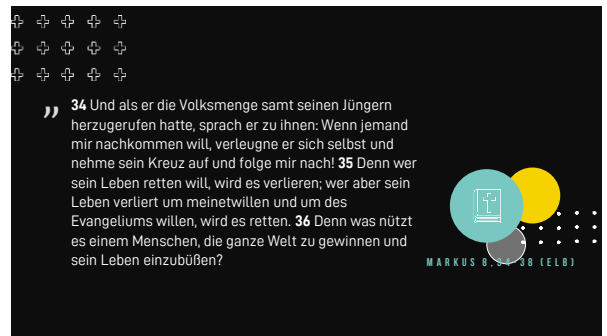 „
34 Und als er die Volksmenge samt seinen Jüngern
herzugerufen hatte, sprach er zu ihnen: Wenn jemand
mir nachkommen will, verleugne er sich selbst und
nehme sein Kreuz auf und folge mir nach! 35 Denn wer
sein Leben retten will, wird es verlieren; wer aber sein
Leben verliert um meinetwillen und um des
Evangeliums willen, wird es retten. 36 Denn was nützt
es einem Menschen, die ganze Welt zu gewinnen und
sein Leben einzubüßen?
MARKUS 8,34-38 (ELB)